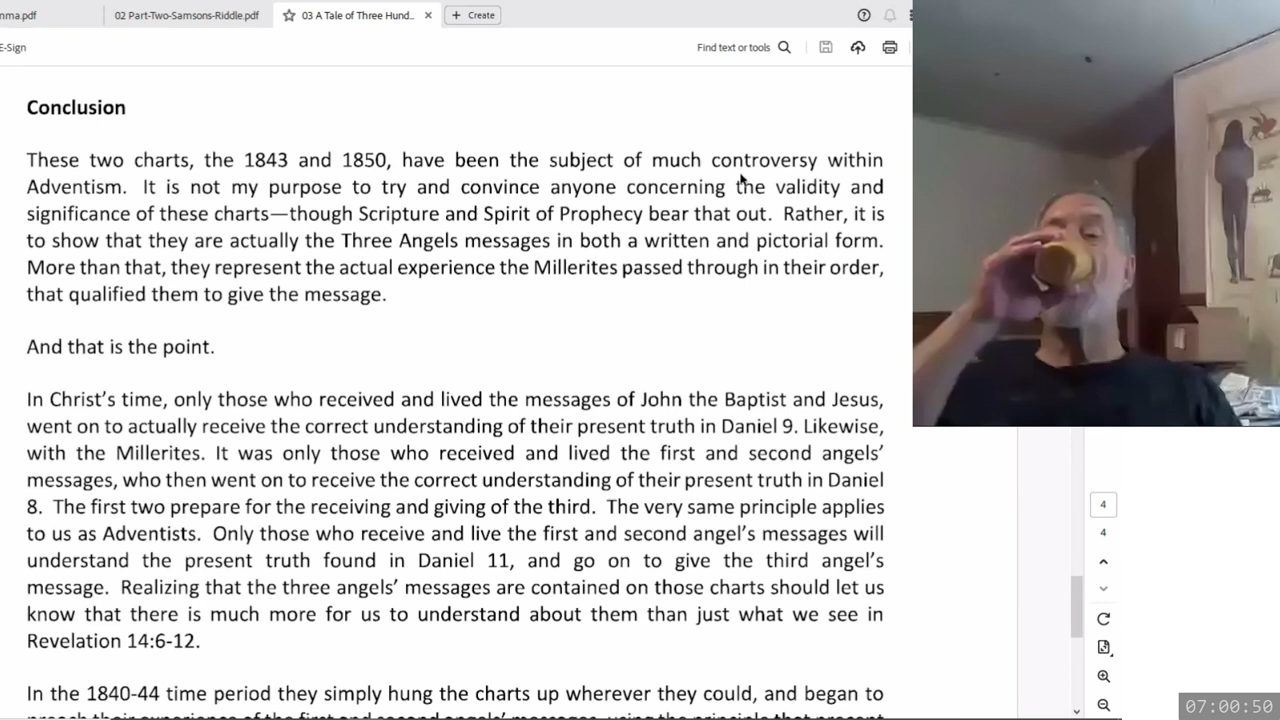 nma.pdf
02 Part-Two-Samsons-Riddle.pdf
03 A Tale of Three Hund...
Create
E-Sign
Find text or tools
Conclusion
These two charts, the 1843 and 1850, have been the subject of much controversy within
Adventism. It is not my purpose to try and convince anyone concerning the validity and
significance of these charts—though Scripture and Spirit of Prophecy bear that out. Rather, it is
to show that they are actually the Three Angels messages in both a written and pictorial form.
More than that, they represent the actual experience the Millerites passed through in their order,
that qualified them to give the message.
And that is the point.
In Christ’s time, only those who received and lived the messages of John the Baptist and Jesus,
went on to actually receive the correct understanding of their present truth in Daniel 9. Likewise,
with the Millerites. It was only those who received and lived the first and second angels’
messages, who then went on to receive the correct understanding of their present truth in Daniel
8. The first two prepare for the receiving and giving of the third. The very same principle applies
to us as Adventists. Only those who receive and live the first and second angel’s messages will
understand the present truth found in Daniel 11, and go on to give the third angel’s
message. Realizing that the three angels’ messages are contained on those charts should let us
know that there is much more for us to understand about them than just what we see in
Revelation 14:6-12.
In the 1840-44 time period they simply hung the charts up wherever they could, and began to
preach their experience of the first and second angels’ messages, using the principle that present
4
4
07:00:50